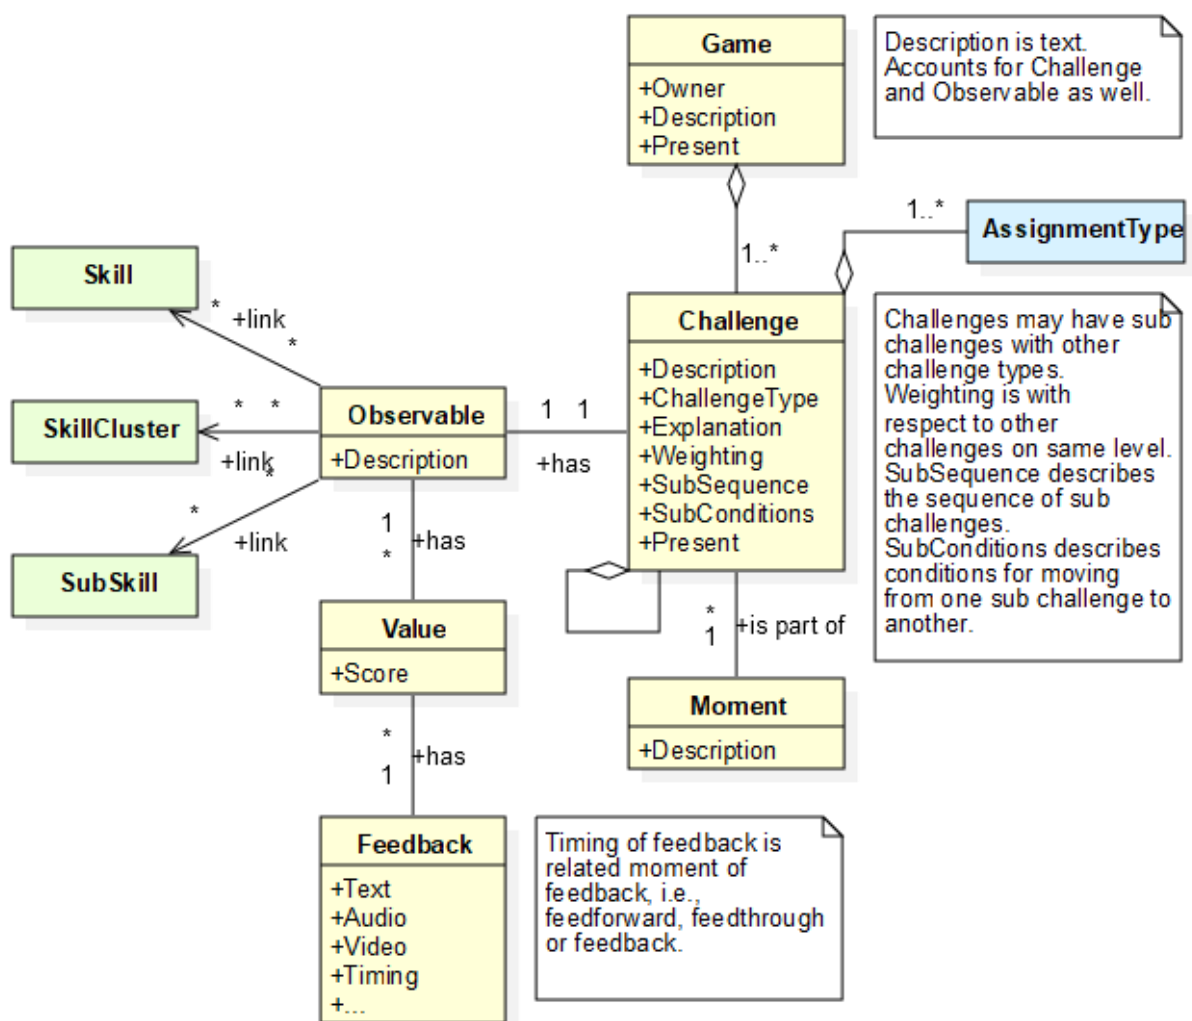 Game
+Owner
+Description
+Present
Description is text.
Accounts for Challenge
and Observable as well.
1..*
AssignmentType
1..*
Skill
*
+link
*
Challenge
+Description
+ChallengeType
+Explanation
+Weighting
+SubSequence
+SubConditions
+Present
Challenges may have sub
challenges with other
challenge types.
Weighting is with
respect to other
challenges on same level.
SubSequence describes
the sequence of sub
challenges.
SubConditions describes
conditions for moving
from one sub challenge to
another.
SkillCluster
* *
+link
Observable
+Description
1 1
+has
*
*
+link
SubSkill
1
+has
*
Value
+Score
*
+is part of
1
Moment
+Description
*
+has
1
Feedback
+Text
+Audio
+Video
+Timing
+...
Timing of feedback is
related moment of
feedback, i.e.,
feedforward, feedthrough
or feedback.